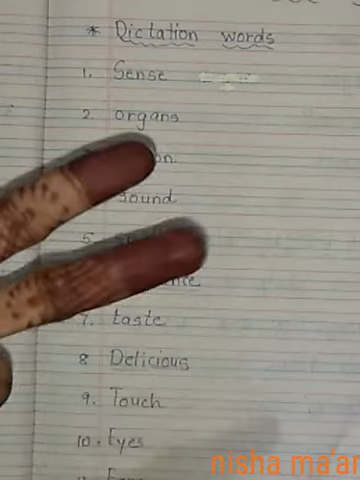 * Dictation words
1. Sense
2. organs
on
sound
5.
7. taste
8 Delicious
9. Touch
10. Eyes
nisha ma'am